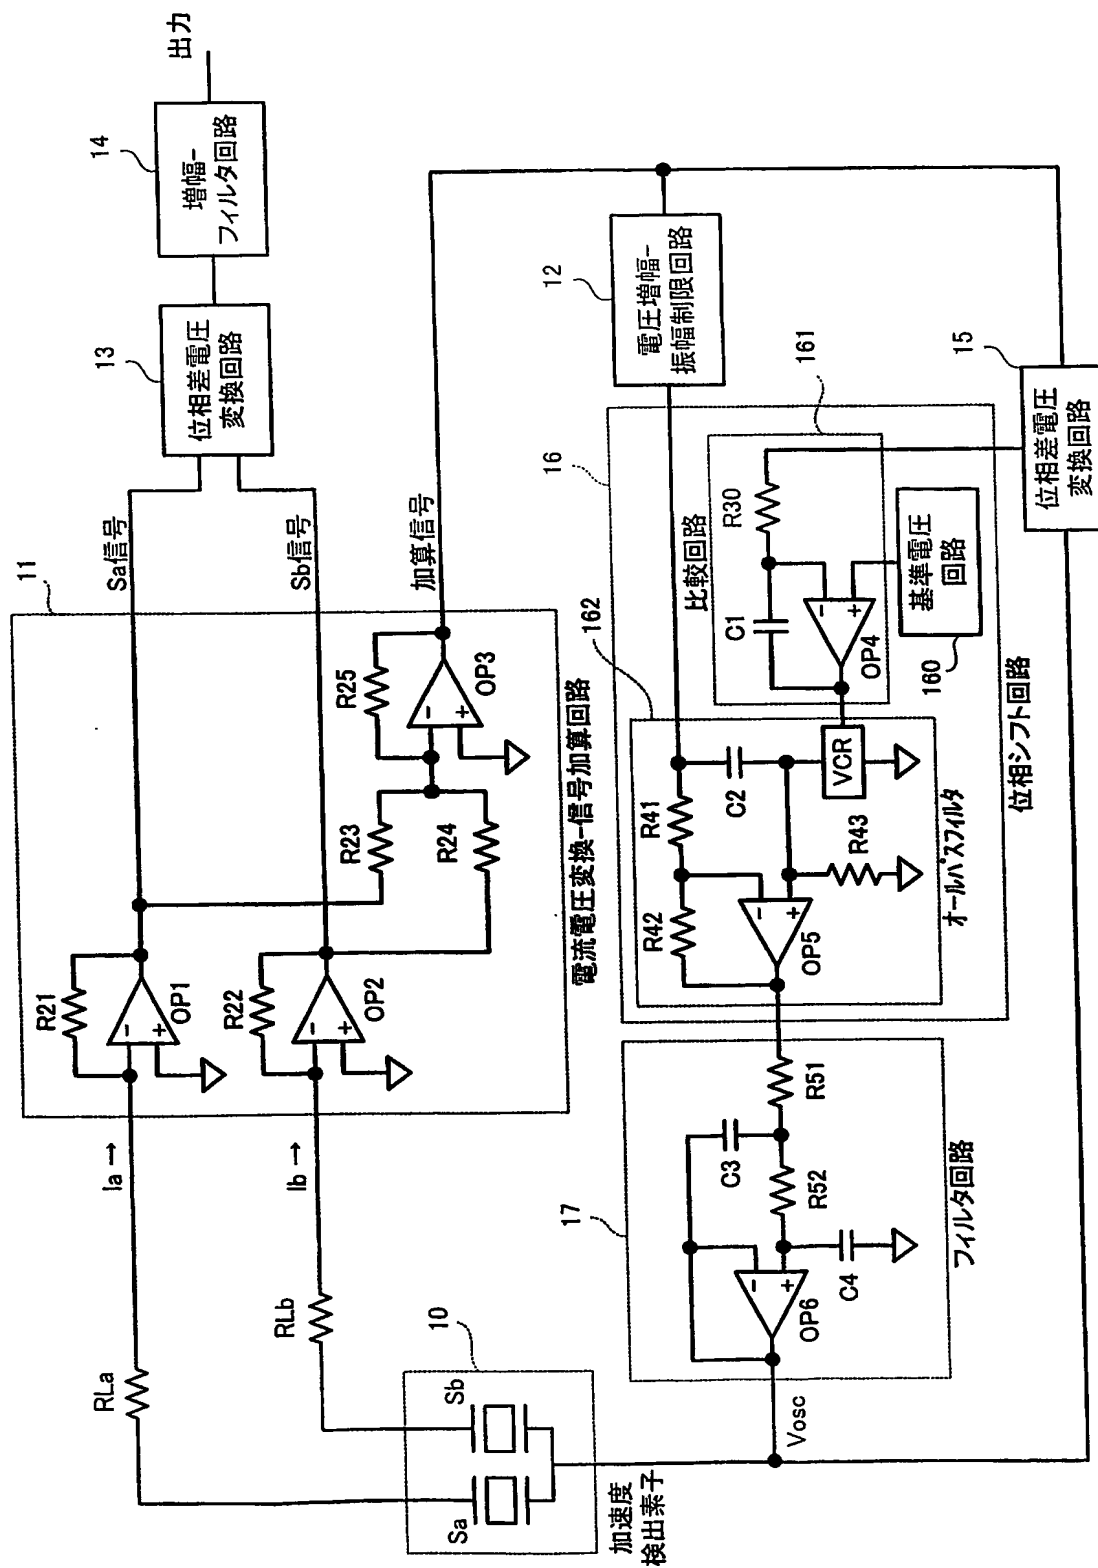 出力
14
増幅-
フィルタ回路
13
位相差電圧
変換回路
11
Sa信号
Sb信号
加算信号
R21
OP1
R22
OP2
R23
R24
R25
OP3
電流電圧変換-信号加算回路
Ia→
Ib→
RLa
RLb
10
Sa
Sb
加速度
検出素子
12
電圧増幅-
振幅制限回路
15
位相差電圧
変換回路
16
161
比較回路
R30
C1
OP4
160
基準電圧
回路
162
R41
C2
VCR
R42
R43
OP5
オールパスフィルタ
位相シフト回路
17
R51
C3
R52
C4
OP6
フィルタ回路
Vosc
- +
- +
- +
- +
- +
- +